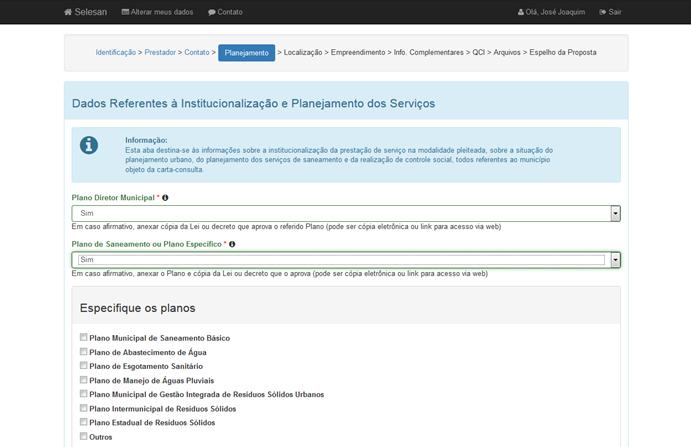 Selesan Alterar meus dados Contato Olá, José Joaquim Sair
Identificação > Prestador > Contato > Planejamento > Localização > Empreendimento > Info. Complementares > QCI > Arquivos > Espelho da Proposta
Dados Referentes à Institucionalização e Planejamento dos Serviços
Informação:
Esta aba destina-se às informações sobre a institucionalização da prestação de serviço na modalidade pleiteada, sobre a situação do
planejamento urbano, do planejamento dos serviços de saneamento e da realização de controle social, todos referentes ao município
objeto da carta-consulta.
Plano Diretor Municipal *
Sim
Em caso afirmativo, anexar cópia da Lei ou decreto que aprova o referido Plano (pode ser cópia eletrônica ou link para acesso via web)
Plano de Saneamento ou Plano Específico *
Sim
Em caso afirmativo, anexar o Plano e cópia da Lei ou decreto que o aprova (pode ser cópia eletrônica ou link para acesso via web)
Especifique os planos
Plano Municipal de Saneamento Básico
Plano de Abastecimento de Água
Plano de Esgotamento Sanitário
Plano de Manejo de Águas Pluviais
Plano Municipal de Gestão Integrada de Resíduos Sólidos Urbanos
Plano Intermunicipal de Resíduos Sólidos
Plano Estadual de Resíduos Sólidos
Outros